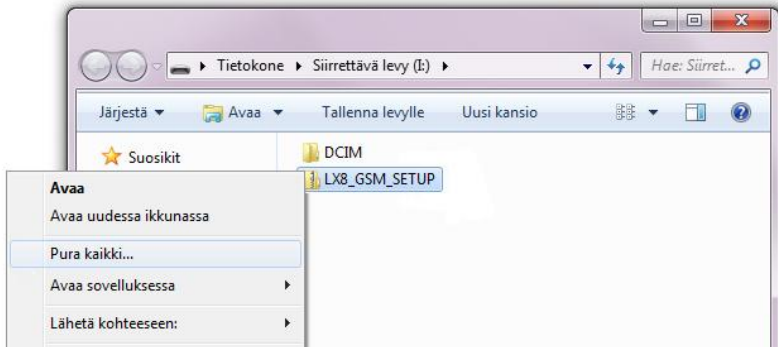 Tietokone Siirrettävä levy (I:) Hae: Siirret...
Järjestä Avaa Tallenna levylle Uusi kansio
Suosikit
DCIM
LX8_GSM_SETUP
Avaa
Avaa uudessa ikkunassa
Pura kaikki...
Avaa sovelluksessa
Lähetä kohteeseen: